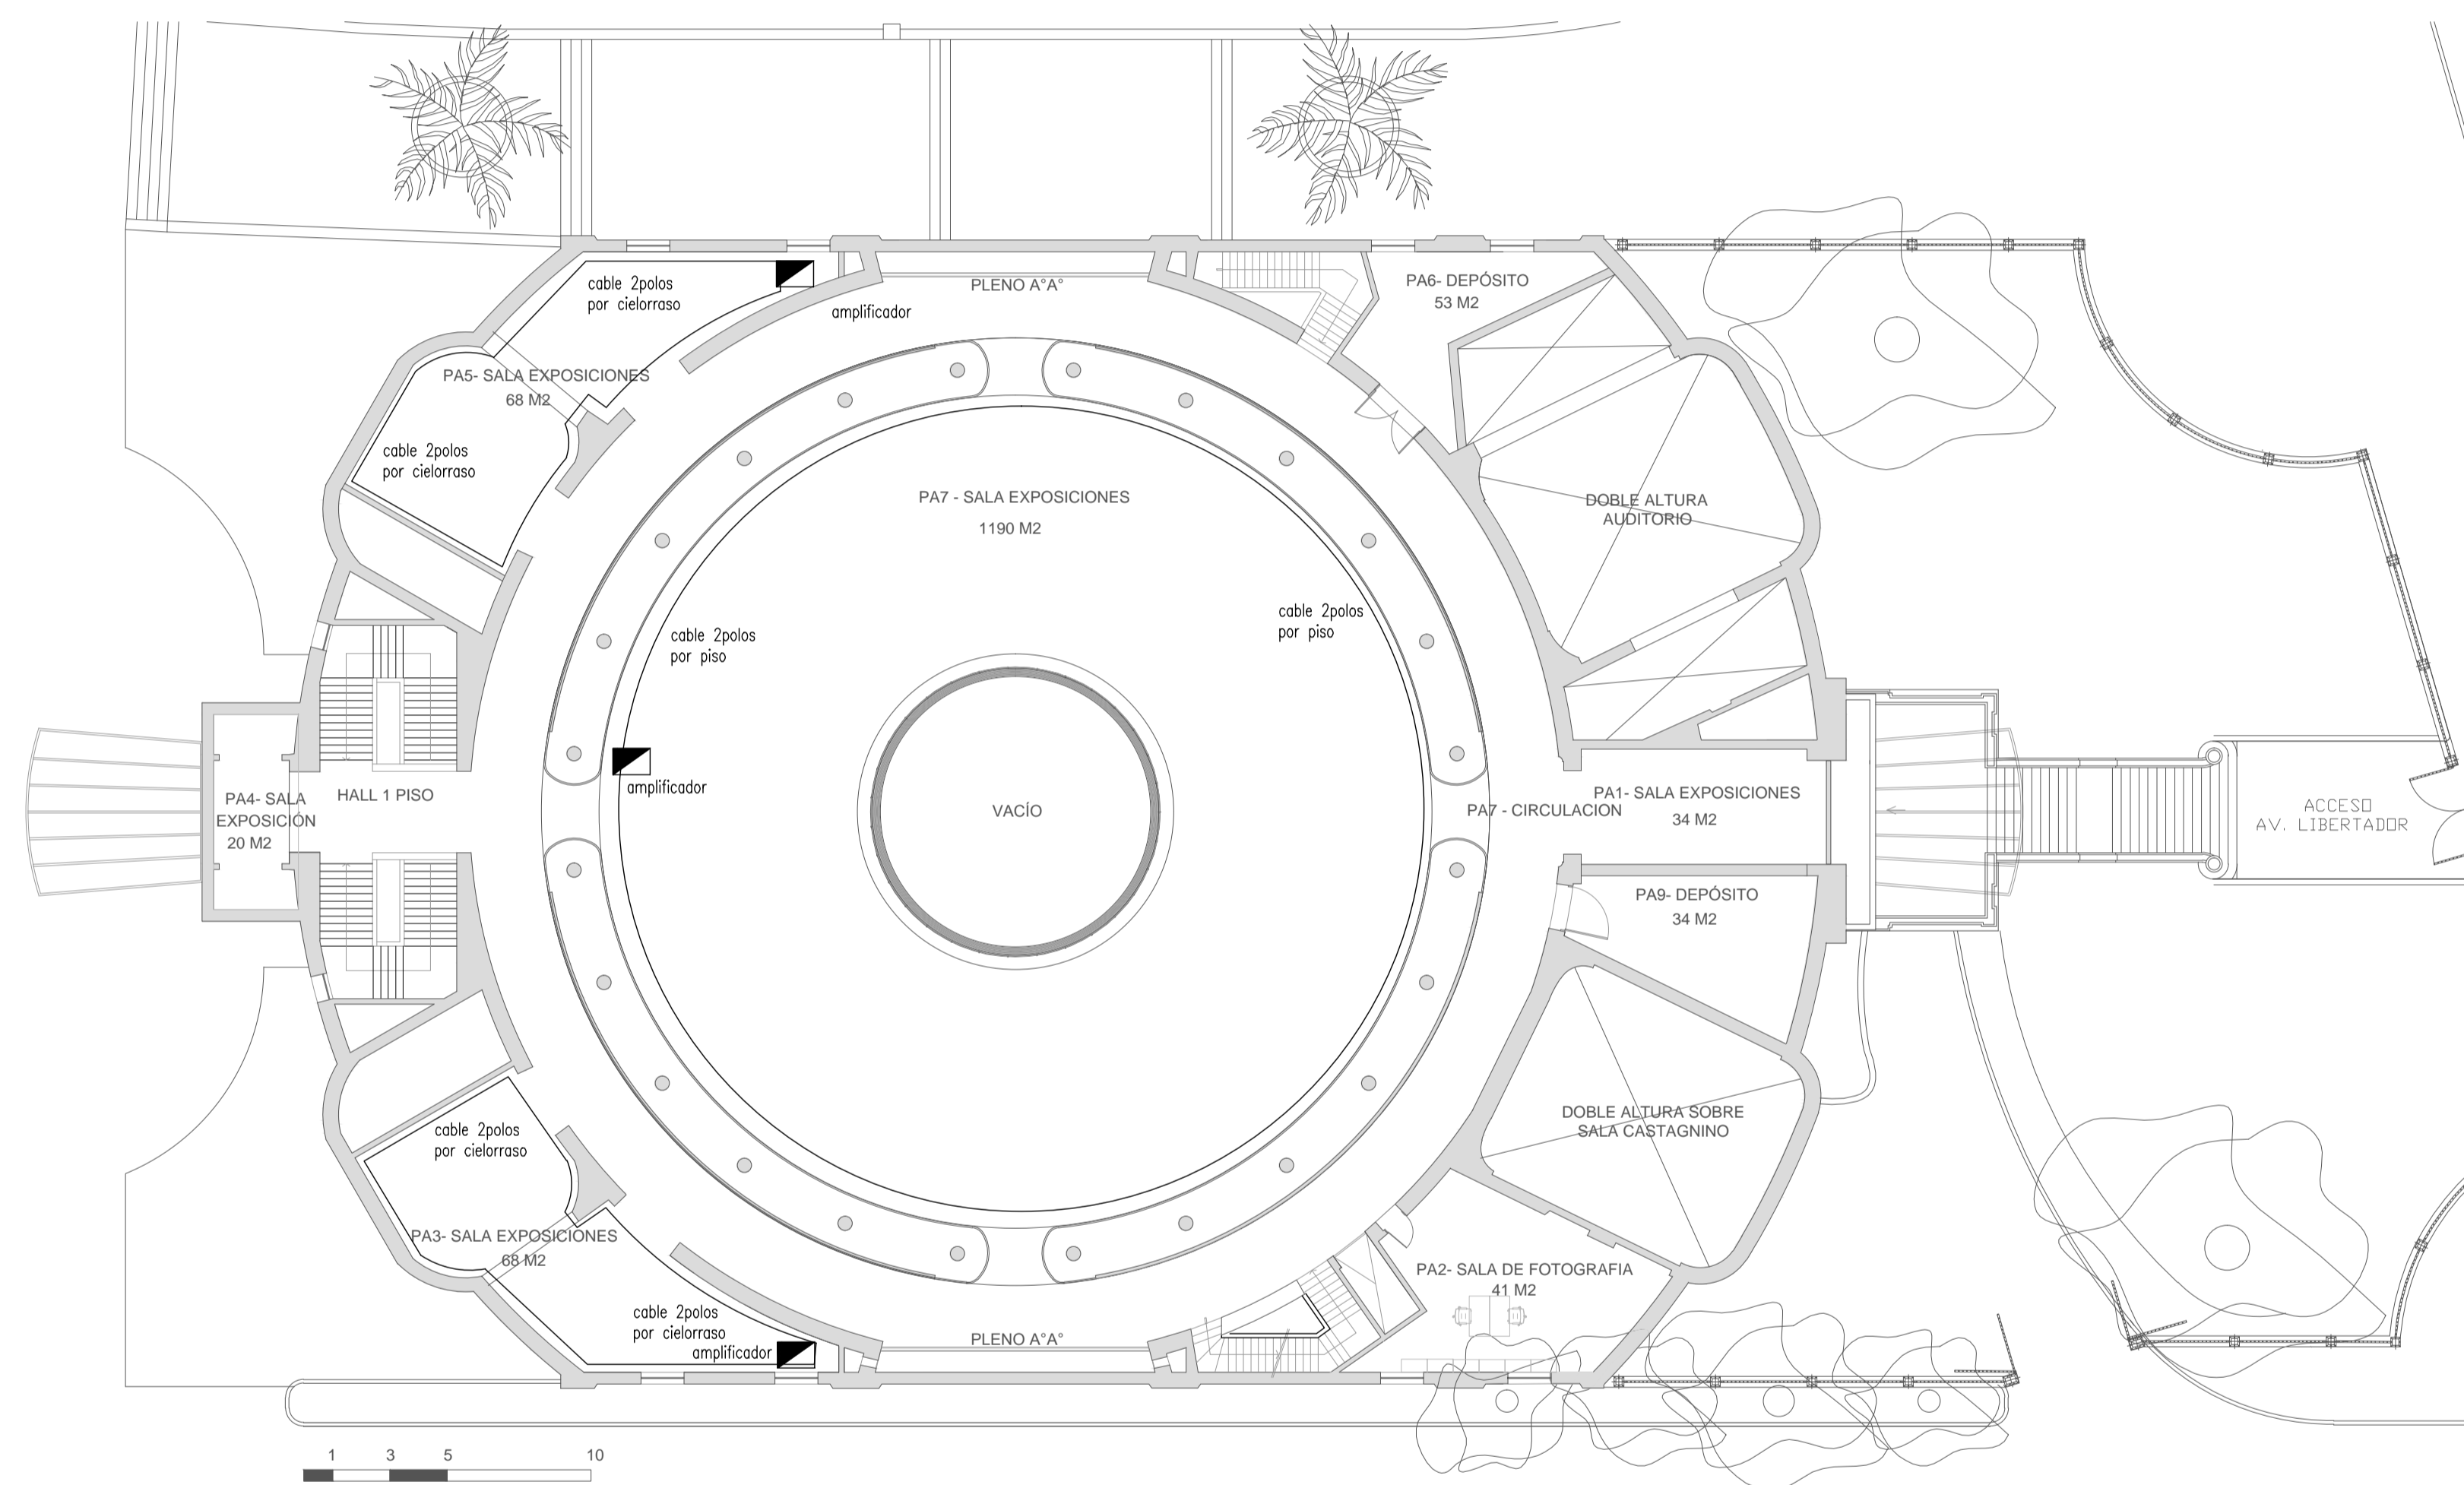 cable 2polos
por cielorraso
PLENO A°A°
amplificador
PA6- DEPÓSITO
53 M2
PA5- SALA EXPOSICIONES
68 M2
cable 2polos
por cielorraso
PA7 - SALA EXPOSICIONES
1190 M2
DOBLE ALTURA
AUDITORIO
cable 2polos
por piso
cable 2polos
por piso
amplificador
PA4- SALA
EXPOSICIÓN
20 M2
HALL 1 PISO
VACÍO
PA7 - CIRCULACION
PA1- SALA EXPOSICIONES
34 M2
ACCESO
AV. LIBERTADOR
PA9- DEPÓSITO
34 M2
cable 2polos
por cielorraso
DOBLE ALTURA SOBRE
SALA CASTAGNINO
PA3- SALA EXPOSICIONES
68 M2
PA2- SALA DE FOTOGRAFIA
41 M2
cable 2polos
por cielorraso
amplificador
PLENO A°A°
1 3 5 10